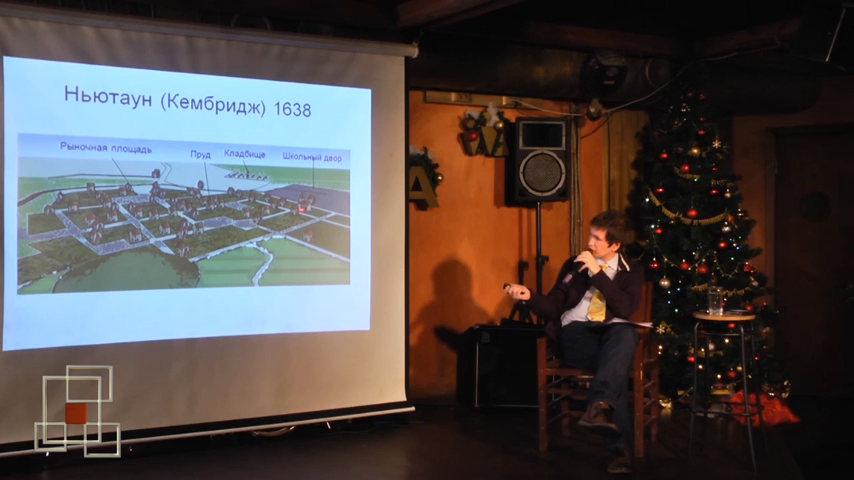 Ньютаун (Кембридж) 1638
Рыночная площадь
Пруд
Кладбище
Школьный двор
W
A